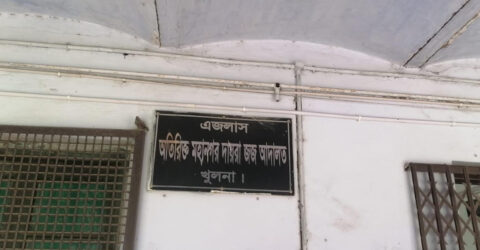 এজলাস
অতিরিক্ত মহানগর দায়রা জজ আদালত
খুলনা।